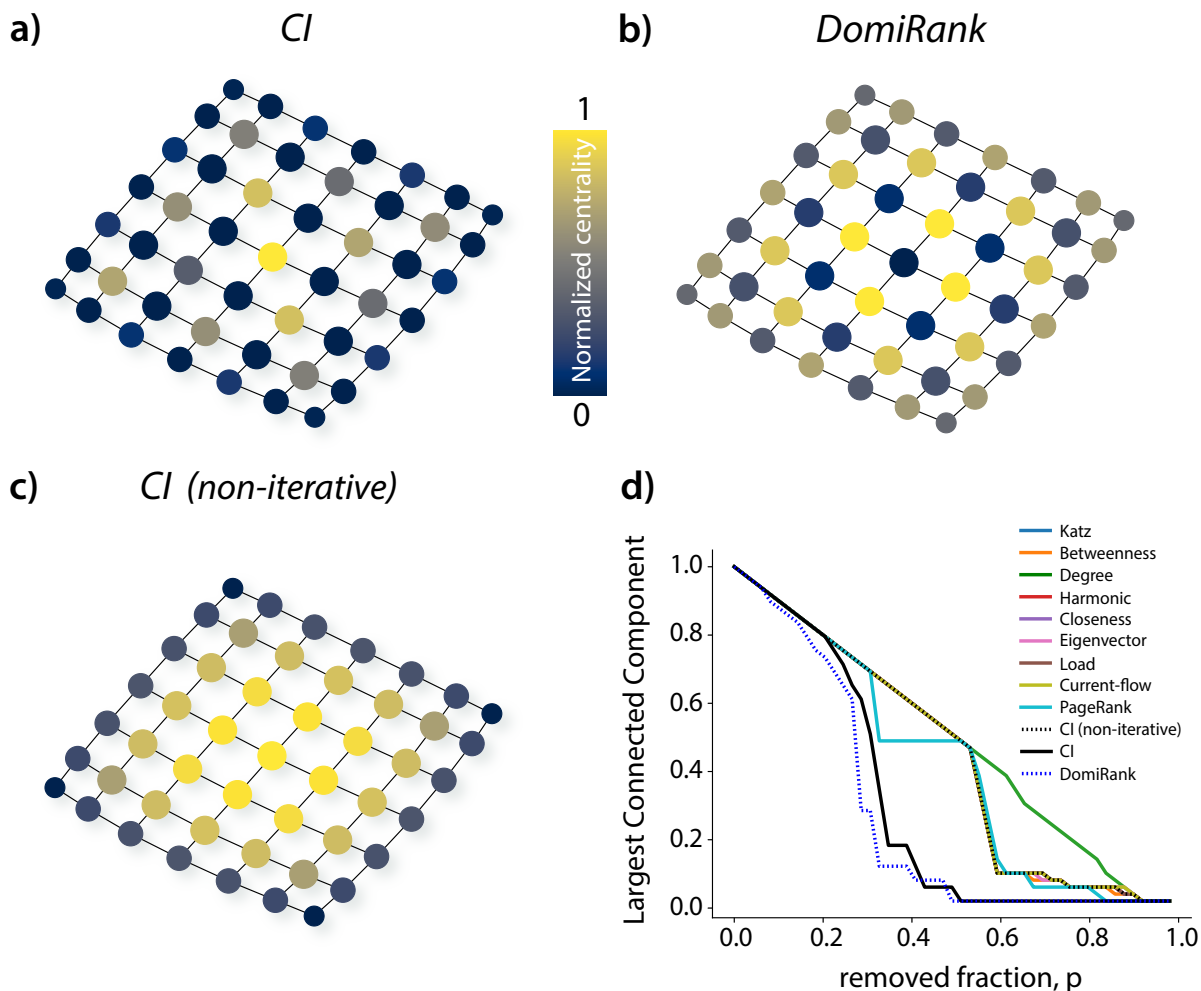 a)
CI
b)
DomiRank
1
Normalized centrality
0
c)
CI (non-iterative)
d)
Largest Connected Component
1.0
0.8
0.6
0.4
0.2
0.0
0.0
0.2
0.4
0.6
0.8
1.0
removed fraction, p
Katz
Betweenness
Degree
Harmonic
Closeness
Eigenvector
Load
Current-flow
PageRank
CI (non-iterative)
CI
DomiRank